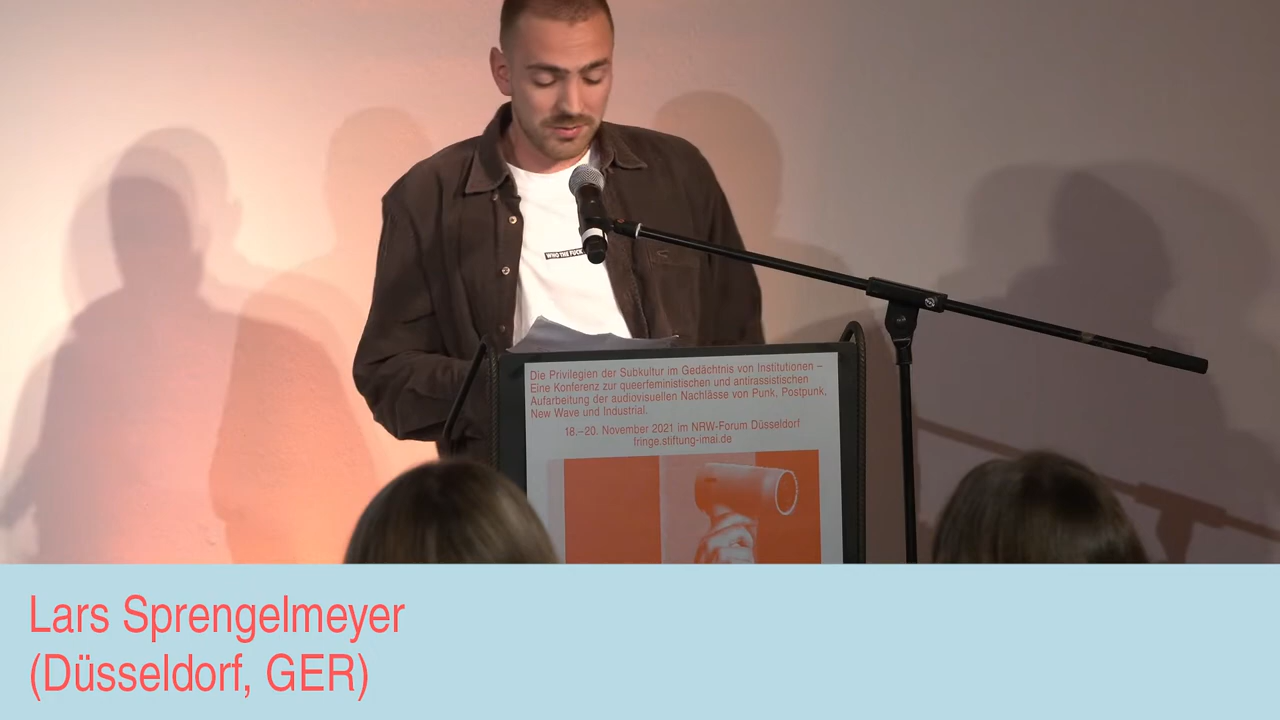 WHO THE FUCK
Die Privilegien der Subkultur im Gedächtnis von Institutionen –
Eine Konferenz zur queerfeministischen und antirassistischen
Aufarbeitung der audiovisuellen Nachlässe von Punk, Postpunk,
New Wave und Industrial.
18.–20. November 2021 im NRW-Forum Düsseldorf
fringe.stiftung-imai.de
Lars Sprengelmeyer
(Düsseldorf, GER)